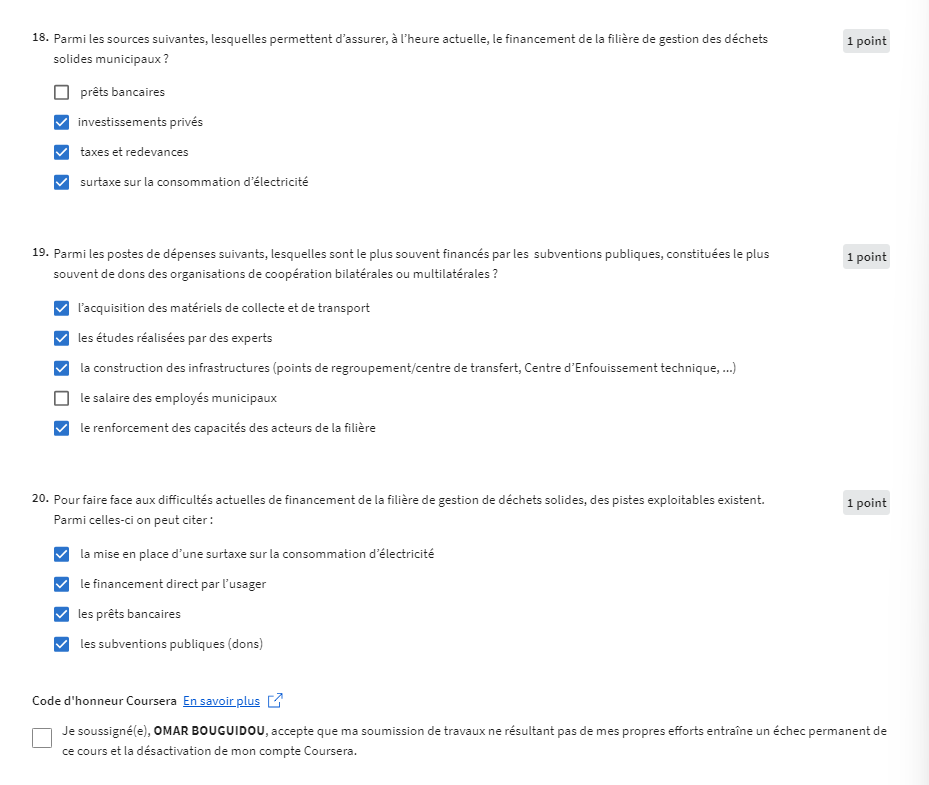 18. Parmi les sources suivantes, lesquelles permettent d'assurer, à l'heure actuelle, le financement de la filière de gestion des déchets
1 point
solides municipaux ?
prêts bancaires
investissements privés
taxes et redevances
surtaxe sur la consommation d'électricité
19. Parmi les postes de dépenses suivants, lesquelles sont le plus souvent financés par les subventions publiques, constituées le plus
1 point
souvent de dons des organisations de coopération bilatérales ou multilatérales ?
l'acquisition des matériels de collecte et de transport
les études réalisées par des experts
la construction des infrastructures (points de regroupement/centre de transfert, Centre d'Enfouissement technique, ...)
le salaire des employés municipaux
le renforcement des capacités des acteurs de la filière
20. Pour faire face aux difficultés actuelles de financement de la filière de gestion de déchets solides, des pistes exploitables existent.
1 point
Parmi celles-ci on peut citer :
la mise en place d'une surtaxe sur la consommation d'électricité
le financement direct par l'usager
les prêts bancaires
les subventions publiques (dons)
Code d'honneur Coursera En savoir plus
Je soussigné(e), OMAR BOUGUIDOU, accepte que ma soumission de travaux ne résultant pas de mes propres efforts entraîne un échec permanent de
ce cours et la désactivation de mon compte Coursera.